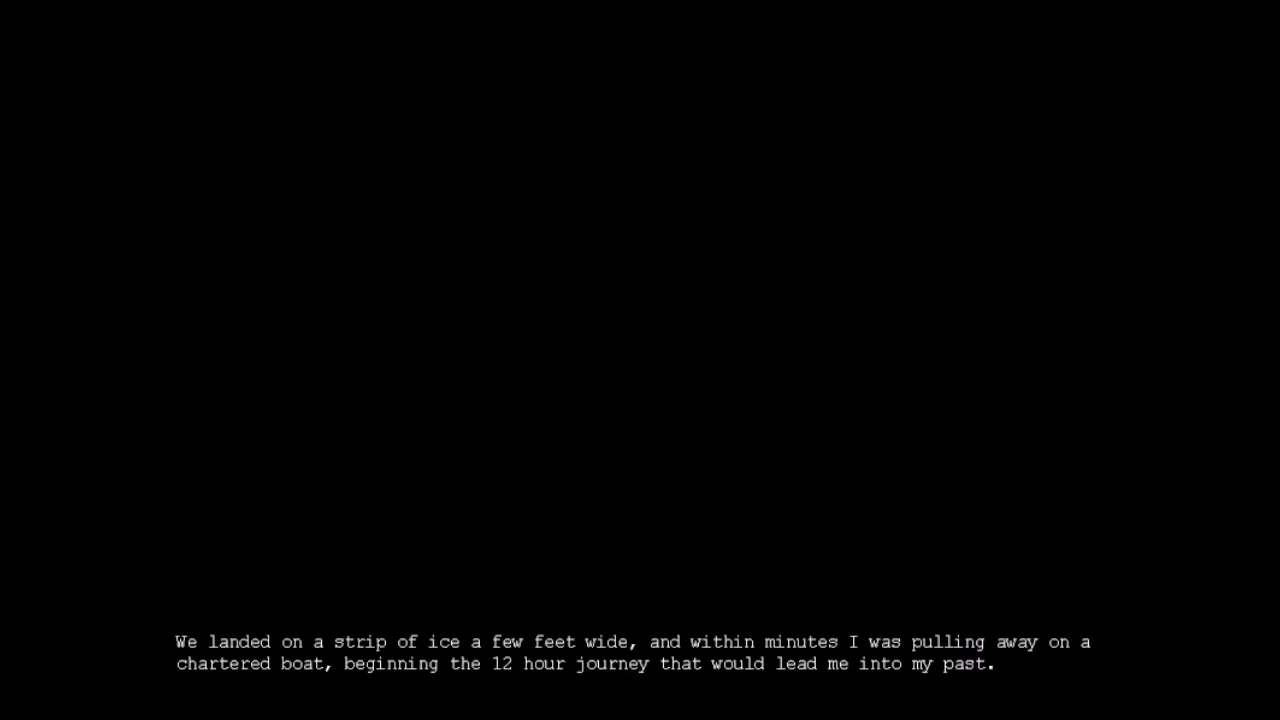 We landed on a strip of ice a few feet wide, and within minutes I was pulling away on a
chartered boat, beginning the 12 hour journey that would lead me into my past.